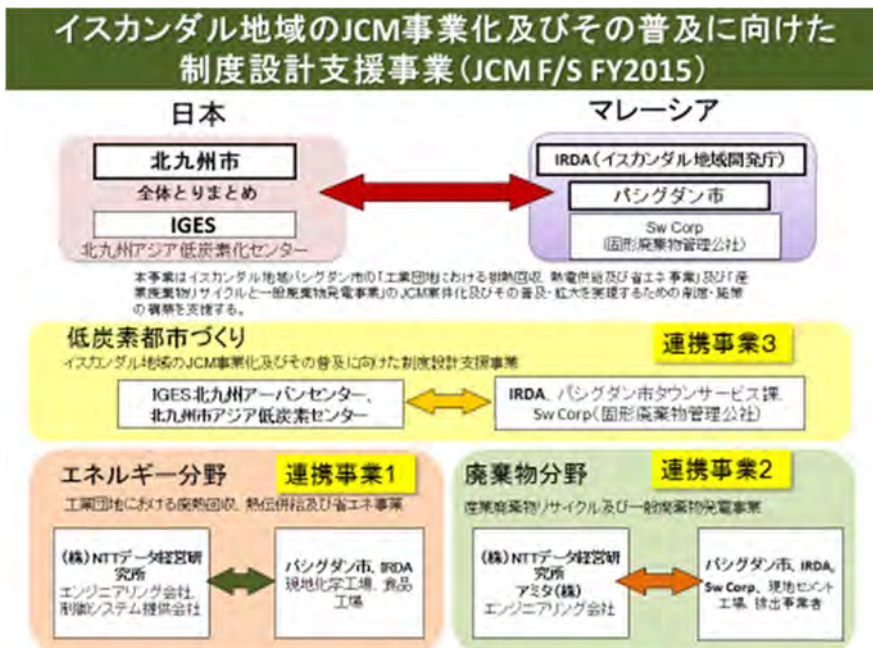 イスカンダル地域のJCM事業化及びその普及に向けた
制度設計支援事業(JCM F/S FY2015)
日本
マレーシア
北九州市
全体とりまとめ
IGES
北九州アジア低炭素化センター
IRDA(イスカンダル地域開発庁)
パシグダン市
Sw Corp
(固形廃棄物管理公社)
本事業はイスカンダル地域パシグダン市の「工業団地における排熱回収、熱電供給及び省エネ事業」及び「産
業廃棄物リサイクルと一般廃棄物発電事業」のJCM案件化及びその普及・拡大を実現するための制度・施策
の構築を支援する。
低炭素都市づくり
連携事業3
イスカンダル地域のJCM事業化及びその普及に向けた制度設計支援事業
IGES北九州アーバンセンター、
北九州市アジア低炭素センター
IRDA、パシグダン市タウンサービス課、
Sw Corp(固形廃棄物管理公社)
エネルギー分野
連携事業1
工業団地における廃熱回収、熱伝併給及び省エネ事業
(株)NTTデータ経営研
究所
エンジニアリング会社、
制御システム提供会社
パシグダン市、IRDA
現地化学工場、食品
工場
廃棄物分野
連携事業2
産業廃棄物リサイクル及び一般廃棄物発電事業
(株)NTTデータ経営研
究所
アミタ(株)
エンジニアリング会社
パシグダン市、IRDA,
Sw Corp、現地セメント
工場、排出事業者